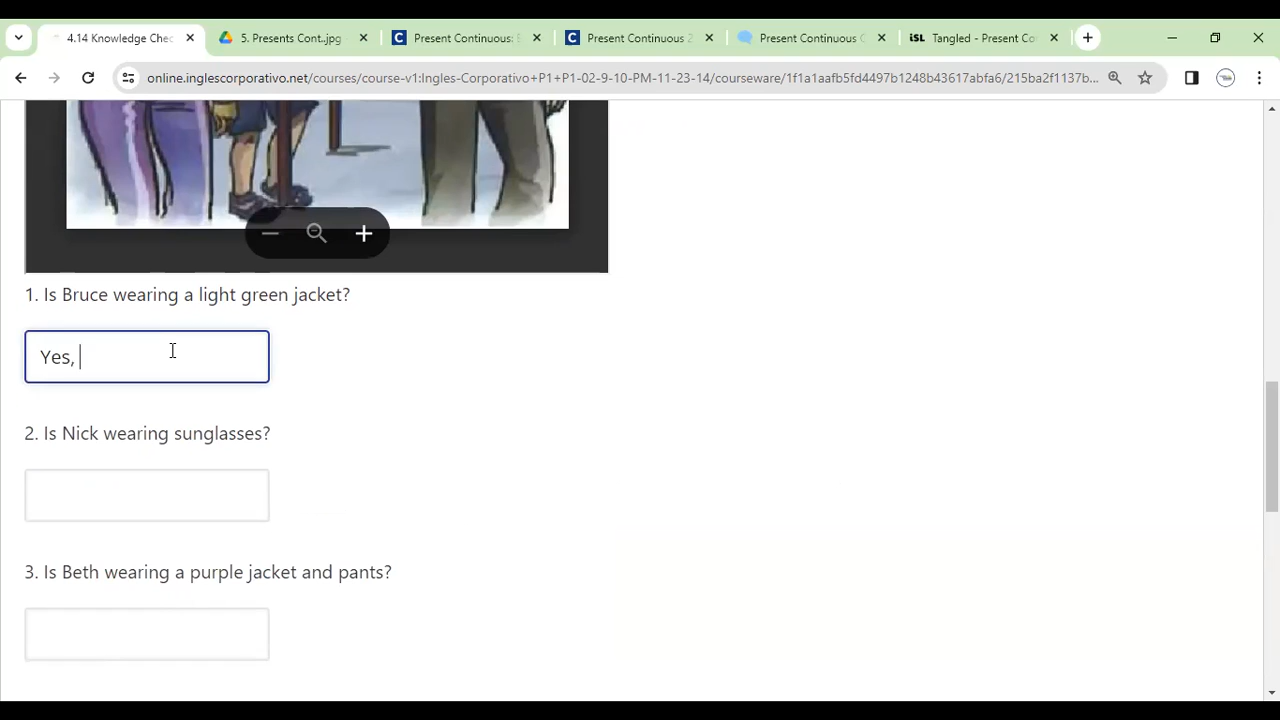 4.14 Knowledge Chec
5. Presents Cont.jpg
Present Continuous: E
Present Continuous 2
Present Continuous C
iSL Tangled - Present Co
online.inglescorporativo.net/courses/course-v1:Ingles-Corporativo+P1+P1-02-9-10-PM-11-23-14/courseware/1f1a1dafb5fd4497b1248b43617abfa6/215ba2f1137b...
1. Is Bruce wearing a light green jacket?
Yes,
2. Is Nick wearing sunglasses?
3. Is Beth wearing a purple jacket and pants?